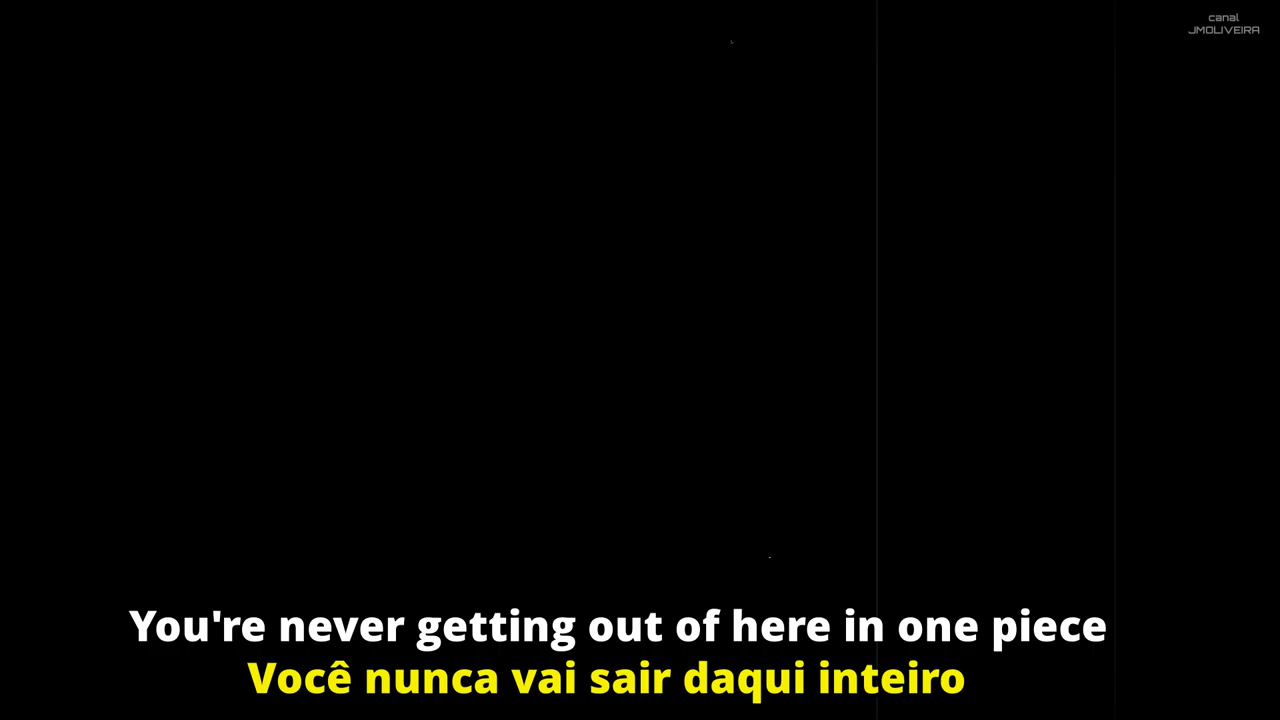 canal
JMOLIVEIRA
You're never getting out of here in one piece
Você nunca vai sair daqui inteiro